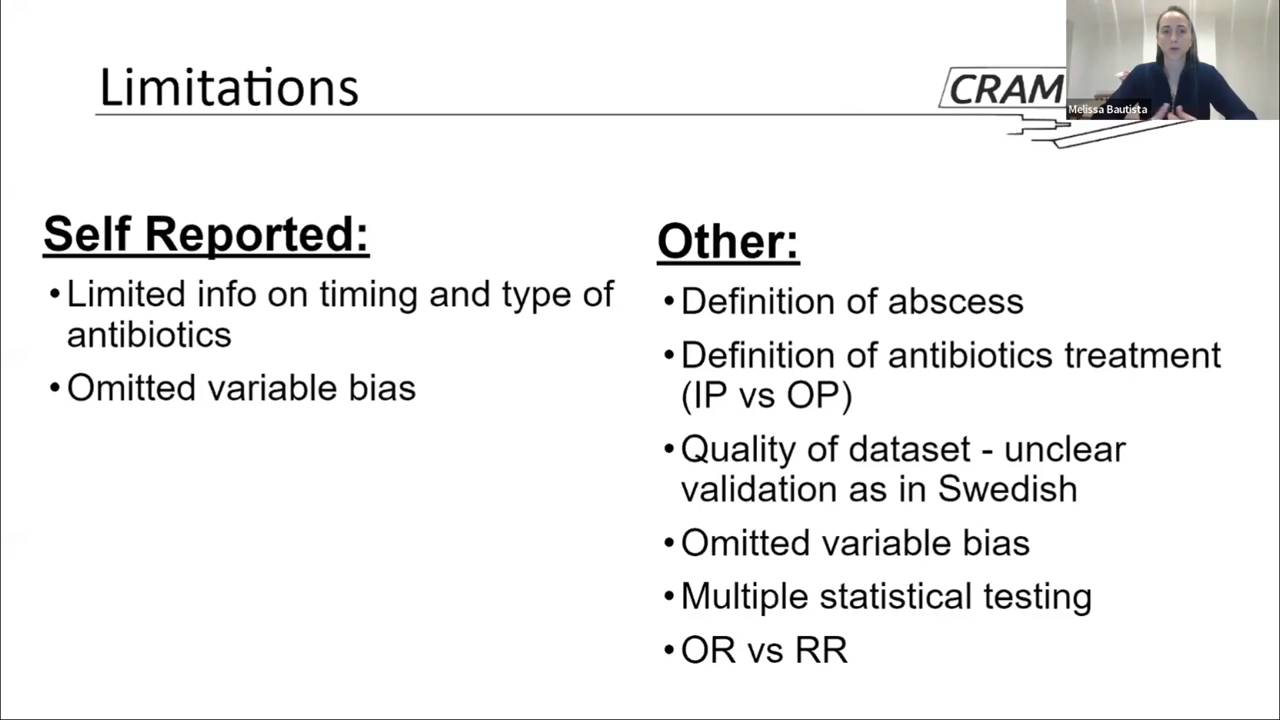 Limitations
CRAM
Melissa Bautista
Self Reported:
•Limited info on timing and type of
antibiotics
•Omitted variable bias
Other:
•Definition of abscess
•Definition of antibiotics treatment
(IP vs OP)
•Quality of dataset - unclear
validation as in Swedish
•Omitted variable bias
•Multiple statistical testing
•OR vs RR